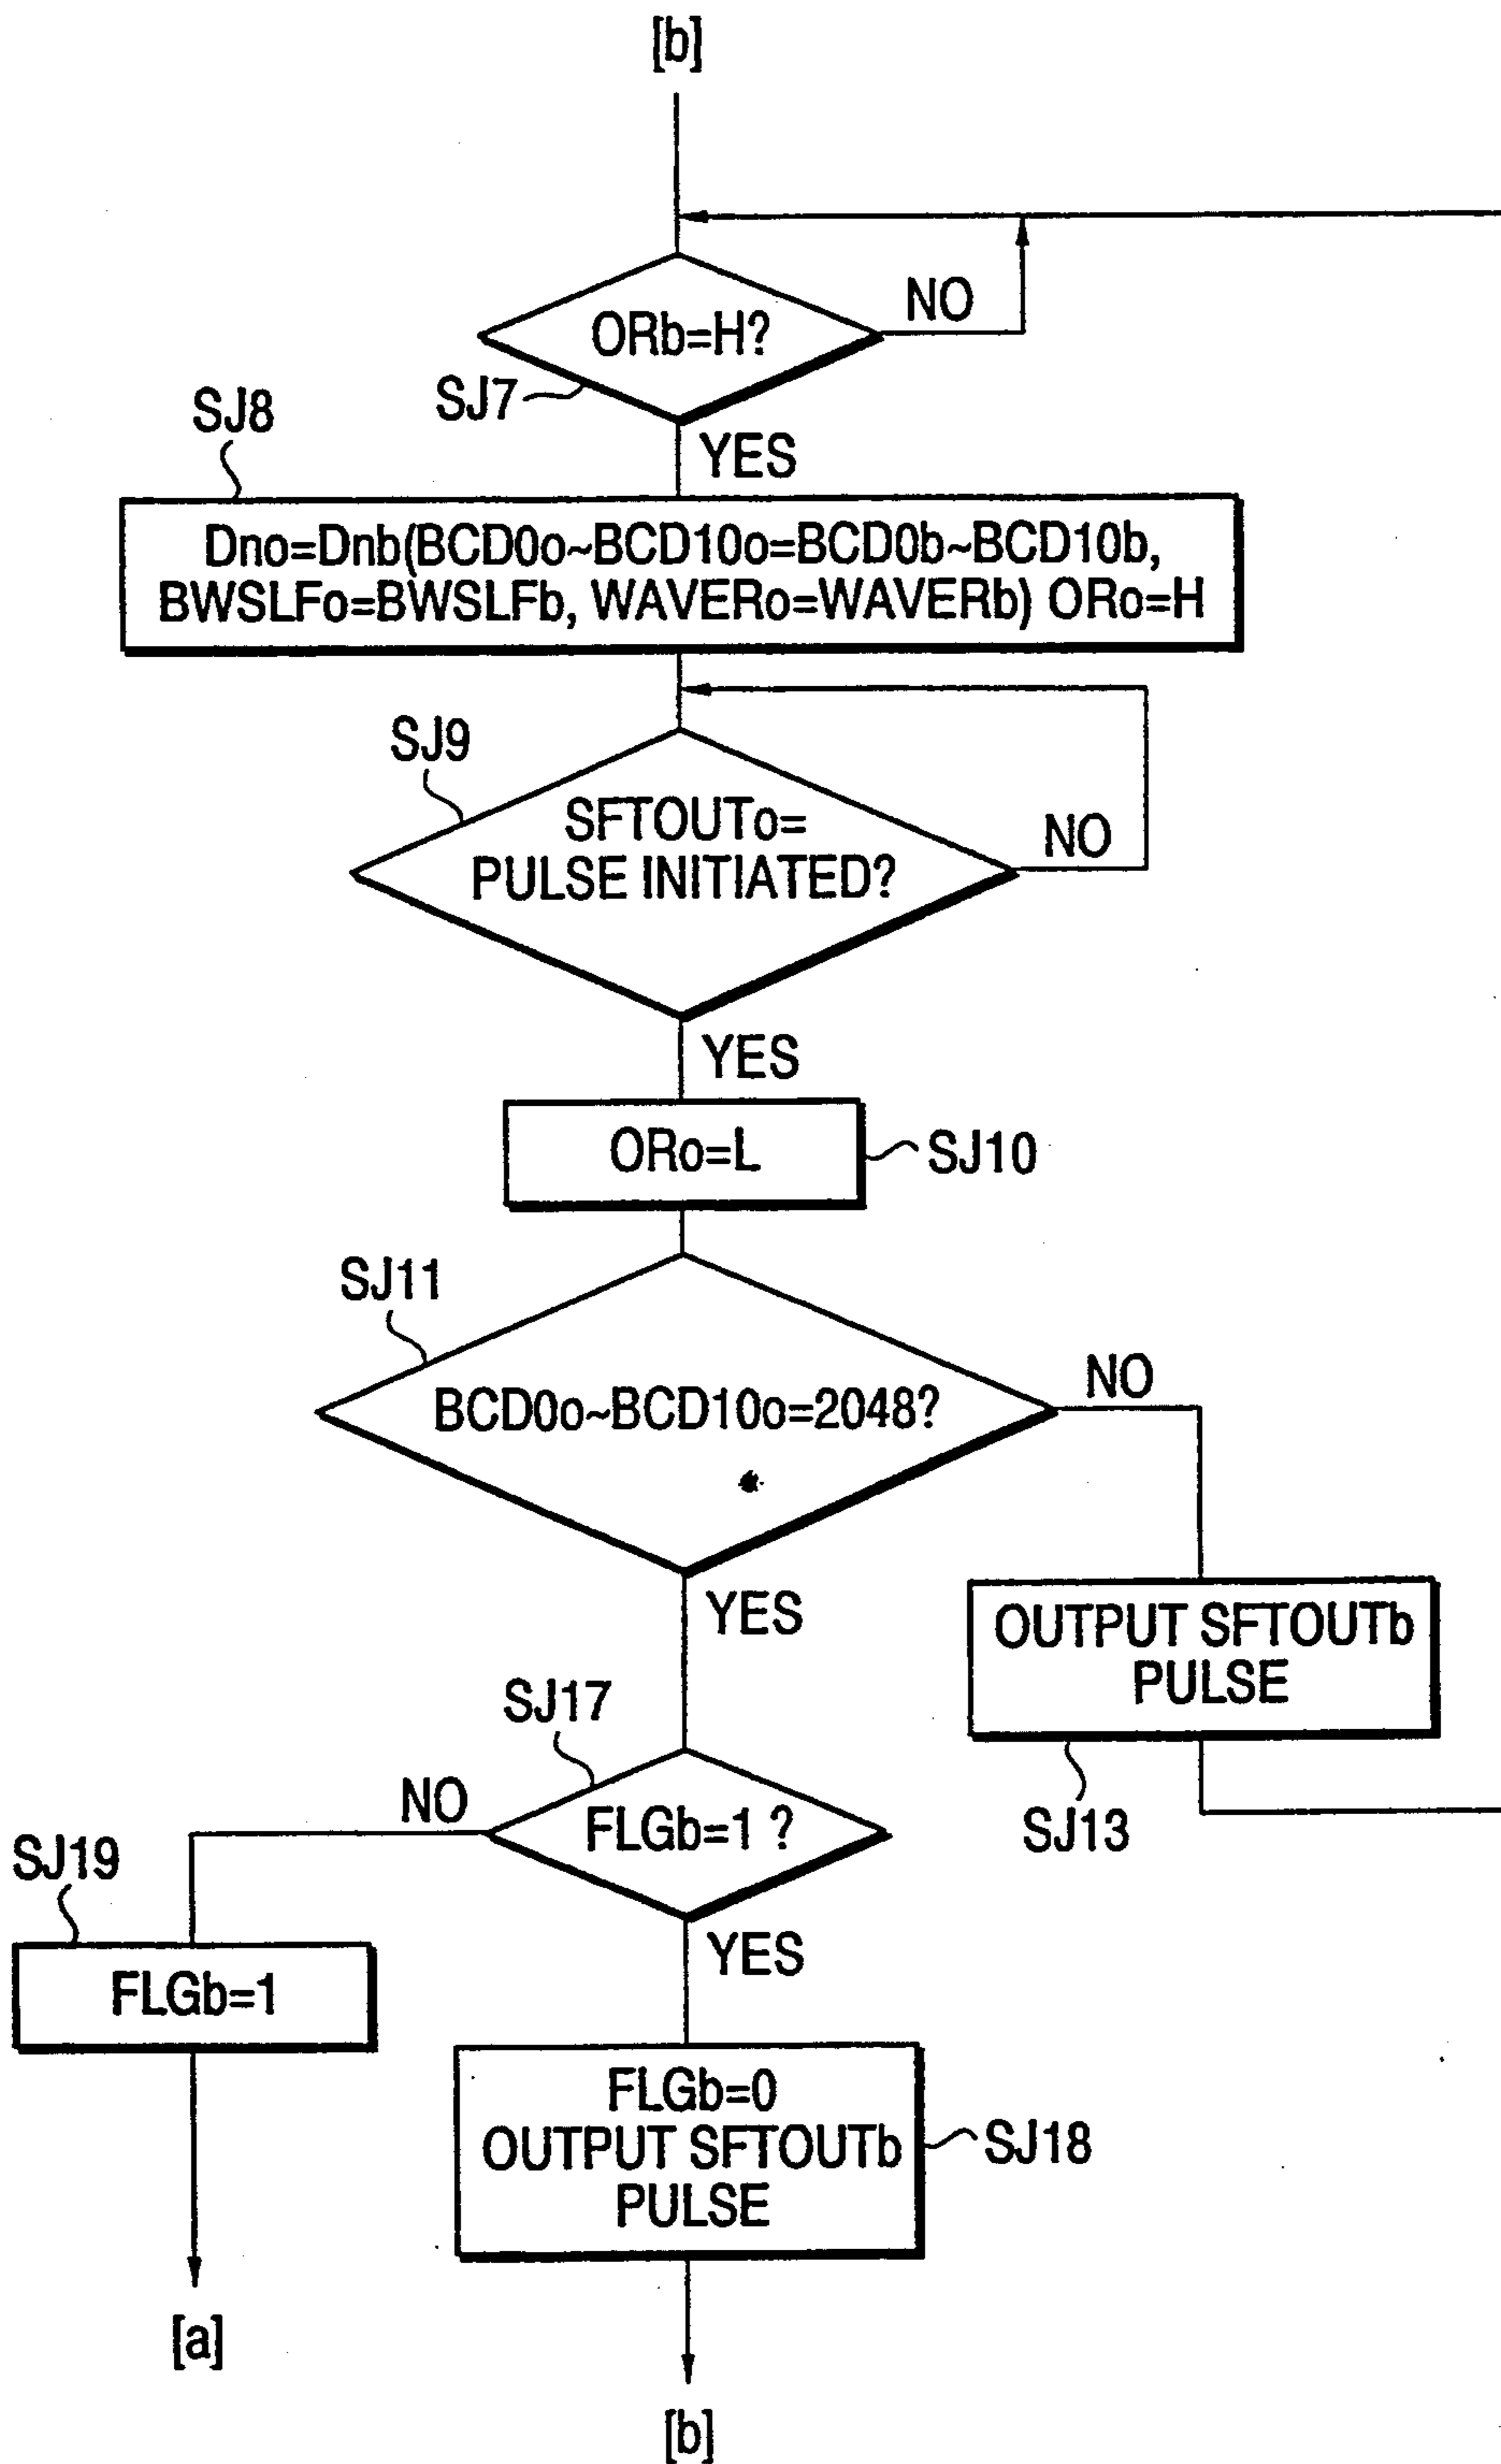 [b]
ORb=H?
NO
SJ7
SJ8
YES
Dno=Dnb(BCD0o~BCD10o=BCD0b~BCD10b,
BWSLFo=BWSLFb, WAVERo=WAVERb) ORo=H
SJ9
SFTOUTo=
PULSE INITIATED?
NO
YES
ORo=L
SJ10
SJ11
BCD0o~BCD10o=2048?
NO
YES
OUTPUT SFTOUTb
PULSE
SJ13
SJ17
FLGb=1 ?
NO
SJ19
FLGb=1
YES
FLGb=0
OUTPUT SFTOUTb
PULSE
SJ18
[a]
[b]